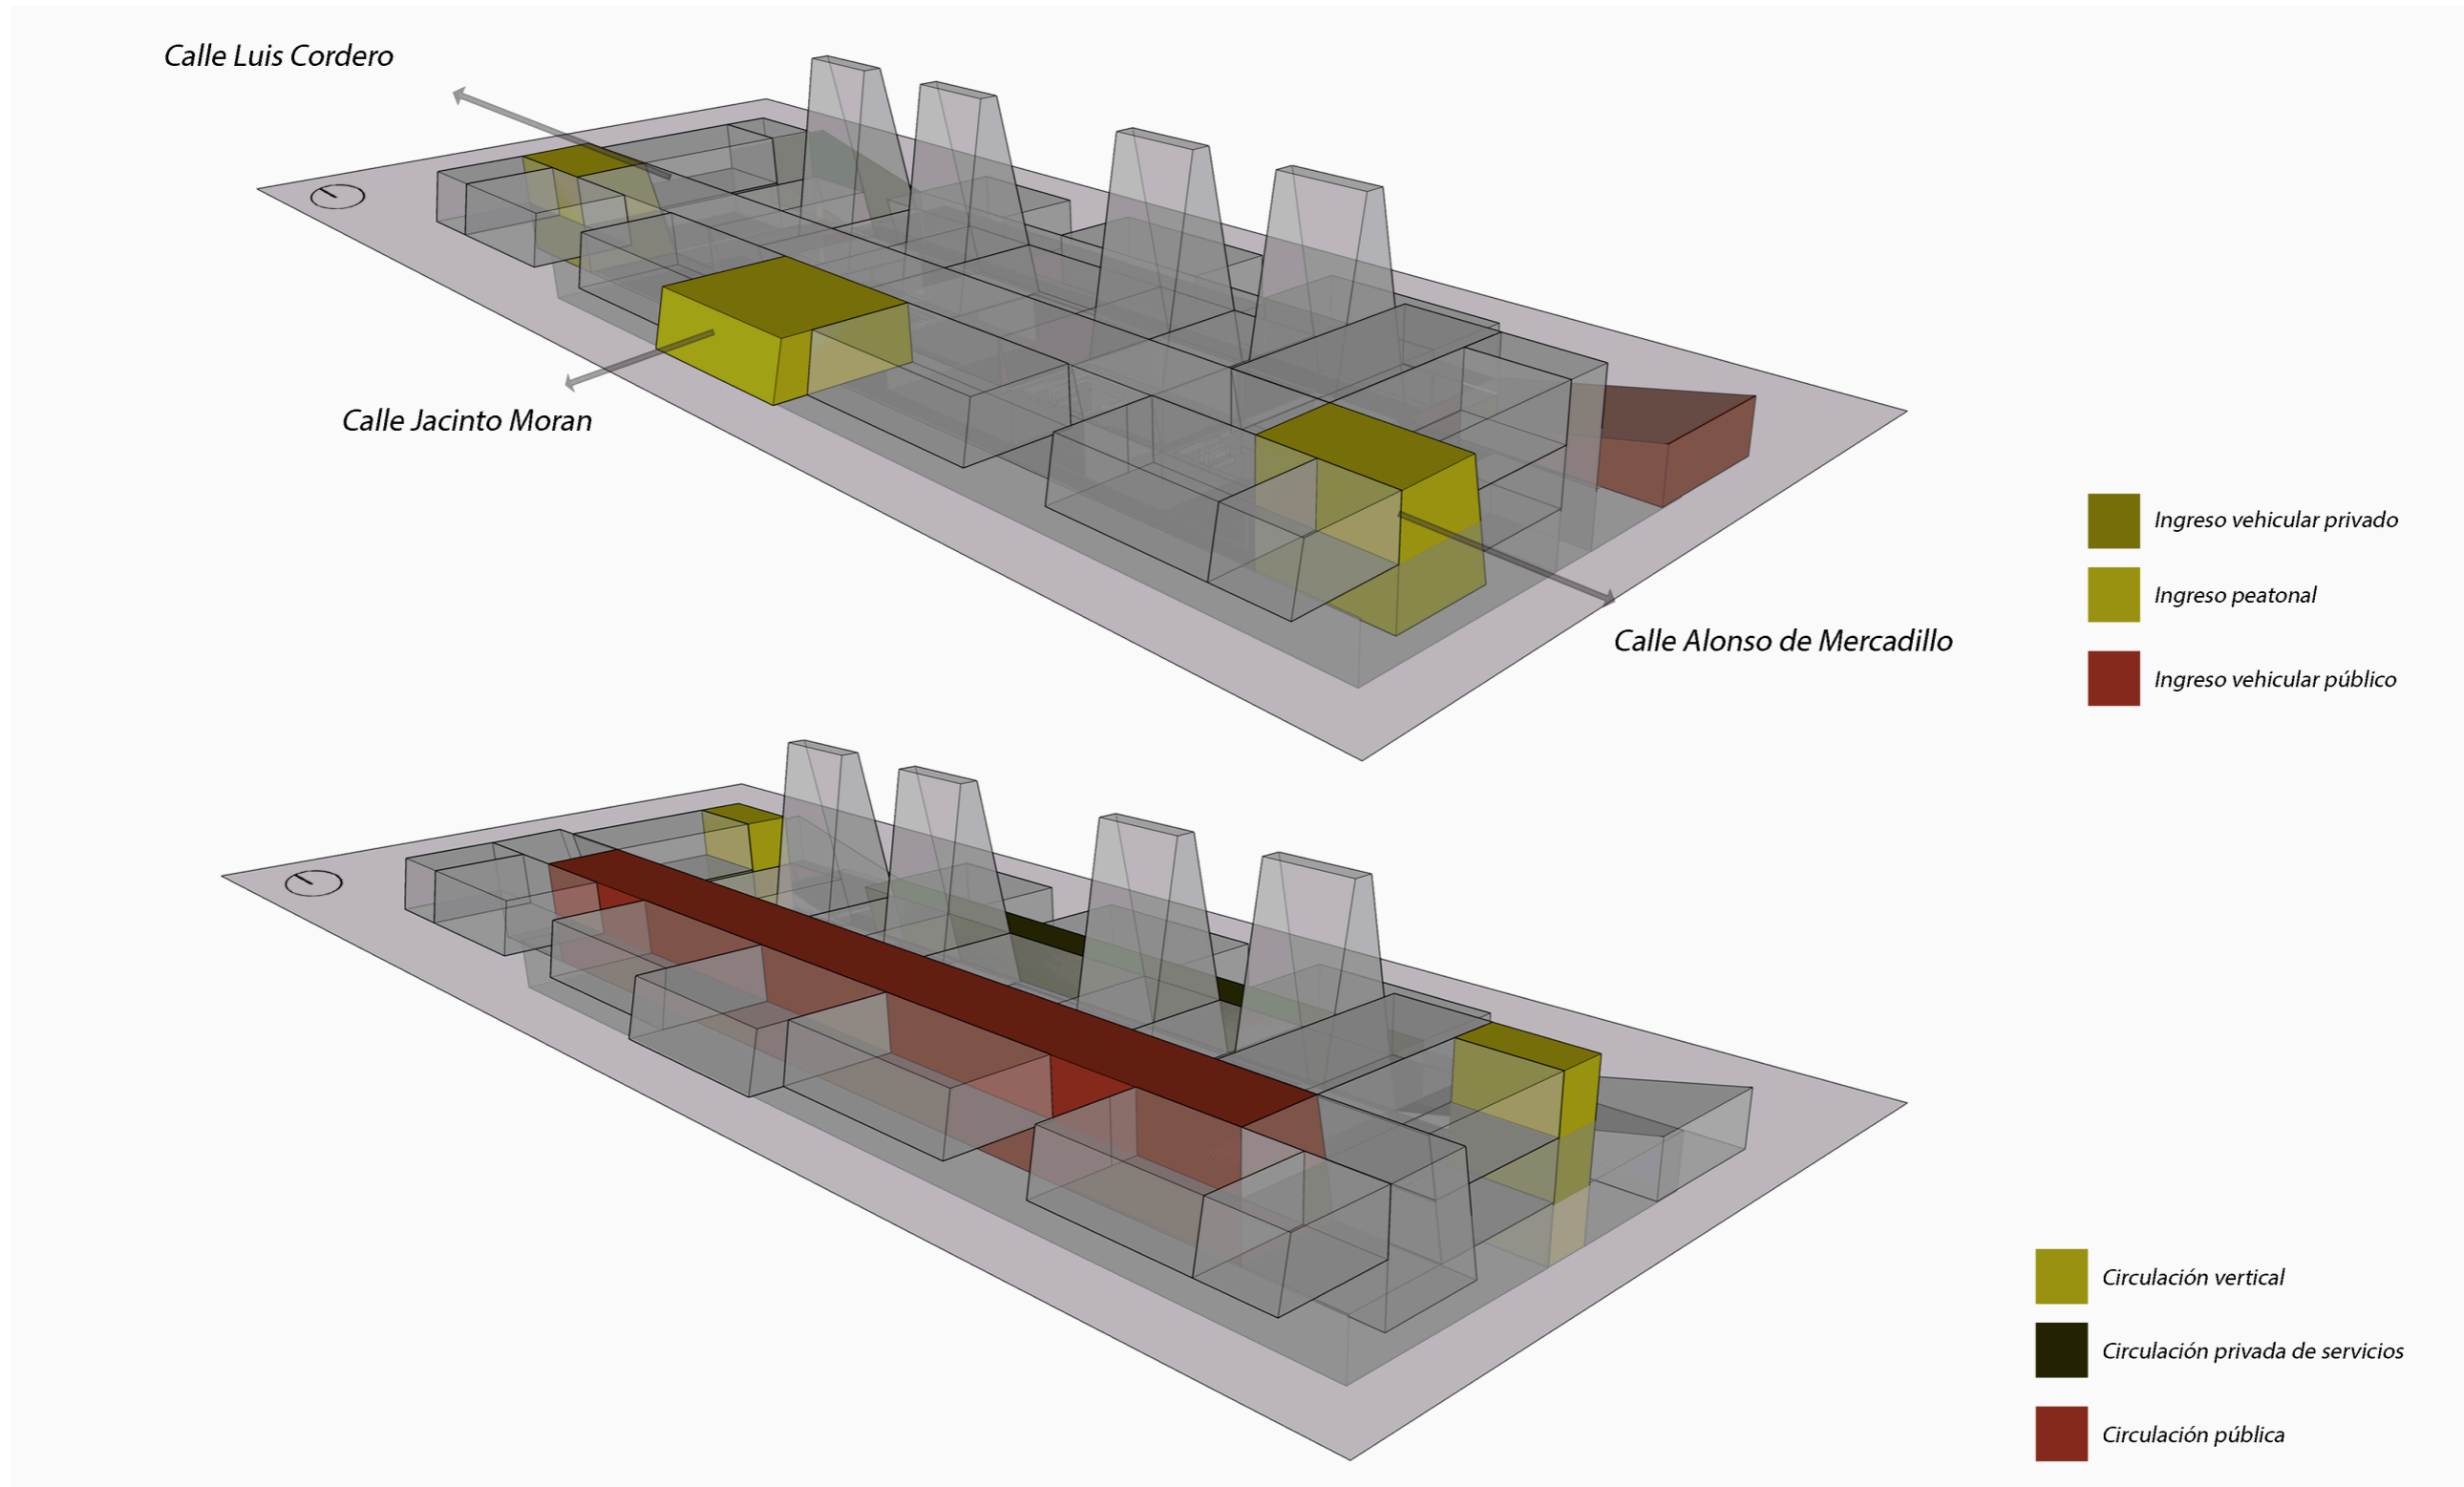 Calle Luis Cordero
Calle Jacinto Moran
Ingreso vehicular privado
Ingreso peatonal
Calle Alonso de Mercadillo
Ingreso vehicular público
Circulación vertical
Circulación privada de servicios
Circulación pública